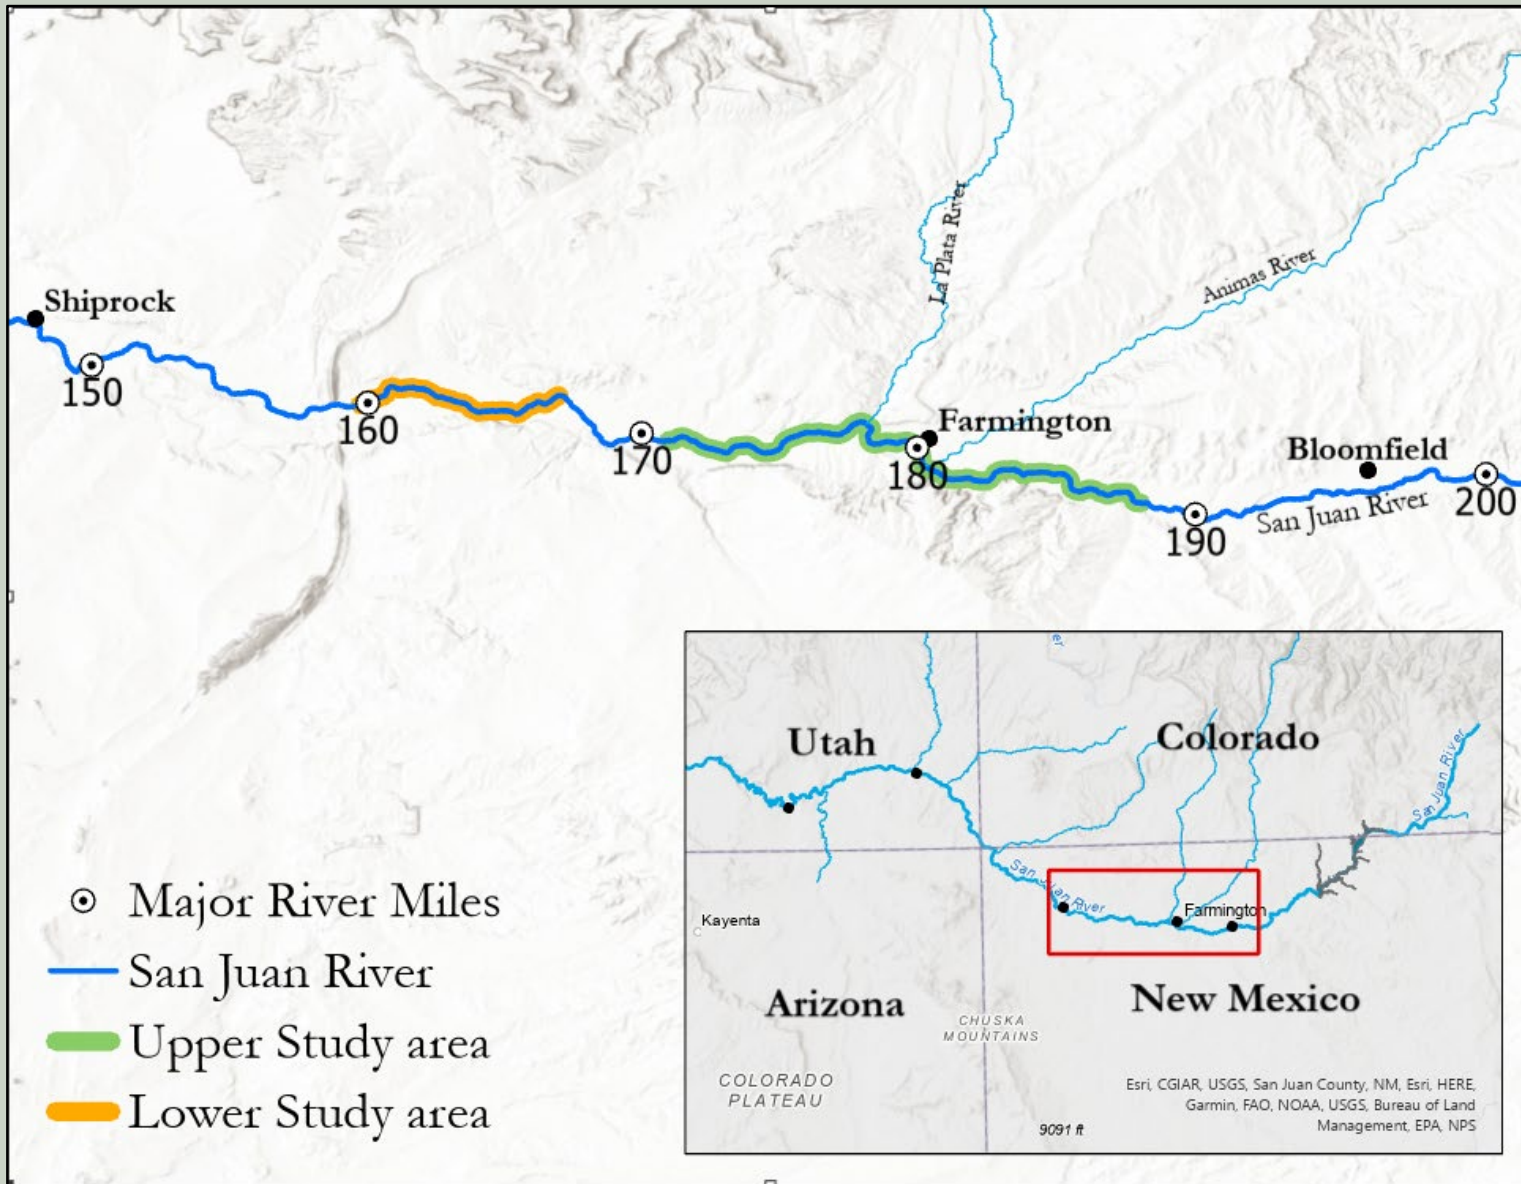 La Plata River
Animas River
Shiprock
150
160
170
Farmington
180
Bloomfield
190
San Juan River
200
Major River Miles
San Juan River
Upper Study area
Lower Study area
er
Utah
Colorado
San Juan River
San Juan River
Kayenta
Farmington
Arizona
New Mexico
CHUSKA
MOUNTAINS
COLORADO
PLATEAU
9091 ft
Esri, CGIAR, USGS, San Juan County, NM, Esri, HERE,
Garmin, FAO, NOAA, USGS, Bureau of Land
Management, EPA, NPS